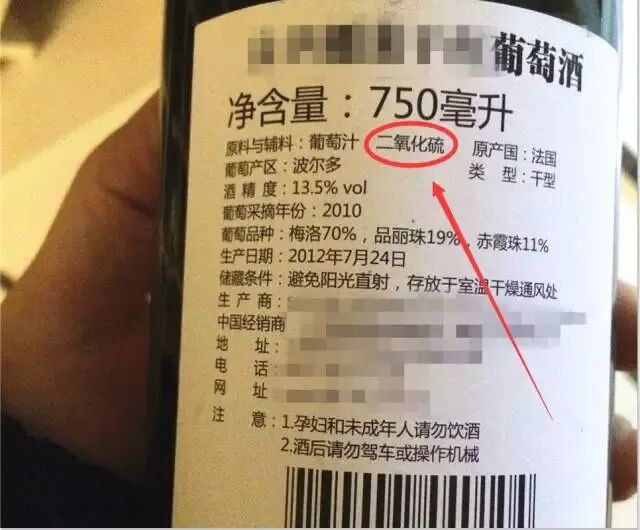 葡萄酒
净含量：750毫升
原料与辅料：葡萄汁 二氧化硫 原产国：法国
葡萄产区：波尔多 类 型：干型
酒 精 度：13.5% vol
葡萄采摘年份：2010
葡萄品种：梅洛70%，品丽珠19%，赤霞珠11%
生产日期：2012年7月24日
储藏条件：避免阳光直射，存放于室温干燥通风处
生 产 商：
中国经销商
地 址：
电 话
网 址
注 意：1.孕妇和未成年人请勿饮酒
2.酒后请勿驾车或操作机械